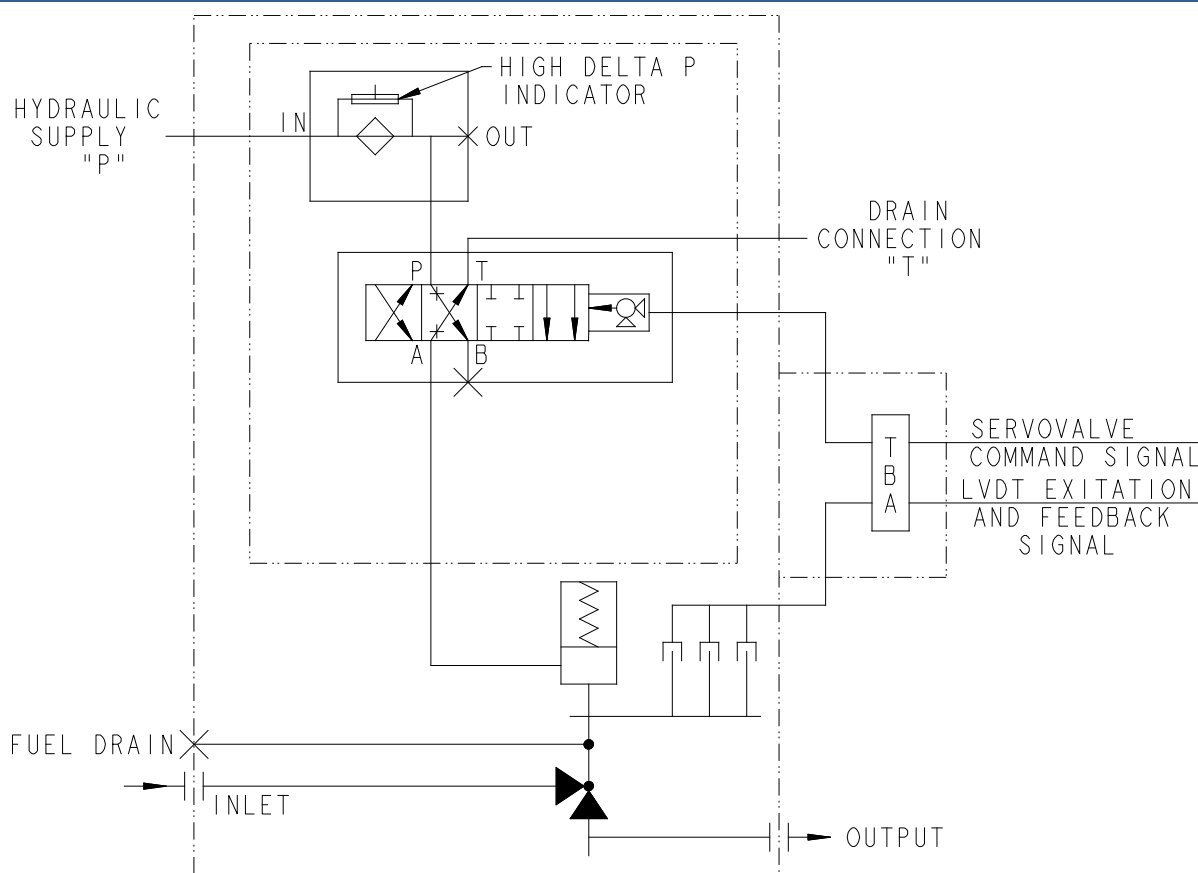 HIGH DELTA P
INDICATOR
HYDRAULIC
SUPPLY
"P"
IN
OUT
DRAIN
CONNECTION
"T"
P
T
A
B
T
B
A
SERVOVALVE
COMMAND SIGNAL
LVDT EXITATION
AND FEEDBACK
SIGNAL
FUEL DRAIN
INLET
OUTPUT